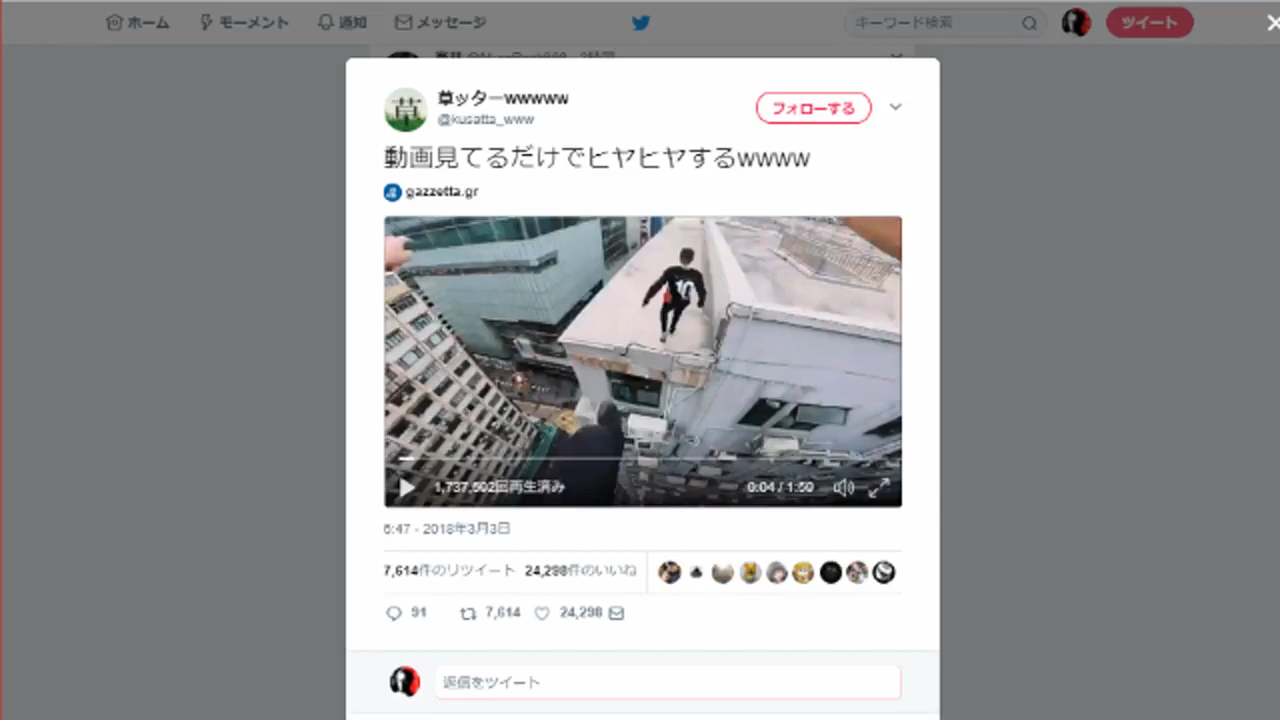 ホーム モーメント 通知 メッセージ キーワード検索 ツイート
草ッターwwwww
@kusatta_www
フォローする
動画見てるだけでヒヤヒヤするwwww
gazzetta.gr
10
1,737,502回再生済み 0:04 / 1:50
6:47 - 2018年3月3日
7,614件のリツイート 24,298件のいいね
91 7,614 24,298
返信をツイート